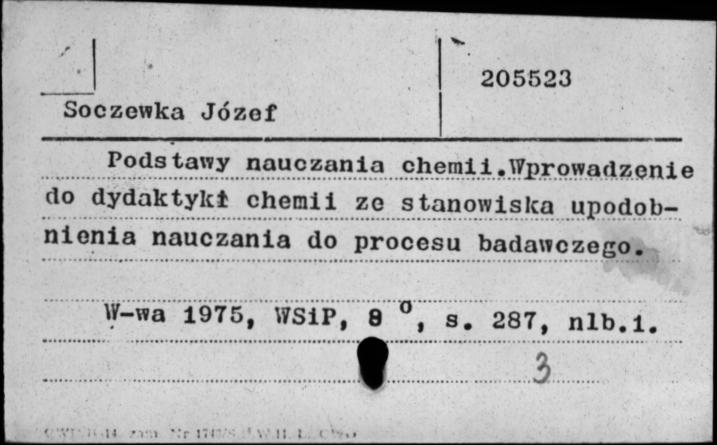 205523
Soczewka Józef
Podstawy nauczania chemii.Wprowadzenie
do dydaktyki chemii ze stanowiska upodob-
nienia nauczania do procesu badawczego.
W-wa 1975, WSiP, 8 °, s. 287, nlb.1.
3